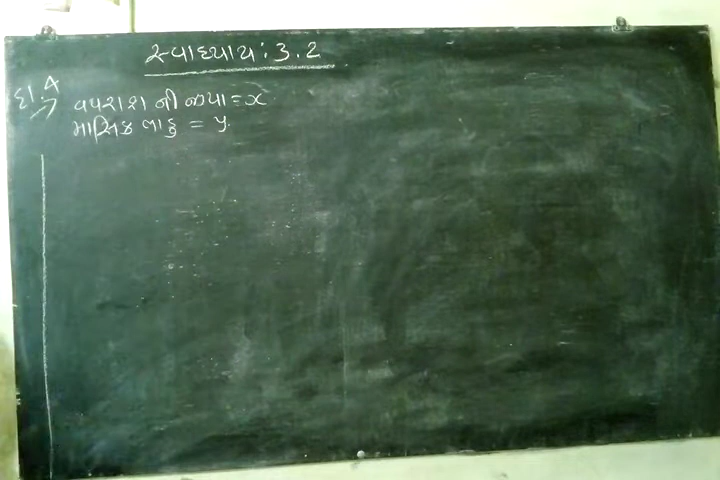 સ્વાધ્યાય : 3.2
દા. 4
વપરાશ ની જગ્યા = x
માસિક ભાડુ = y.